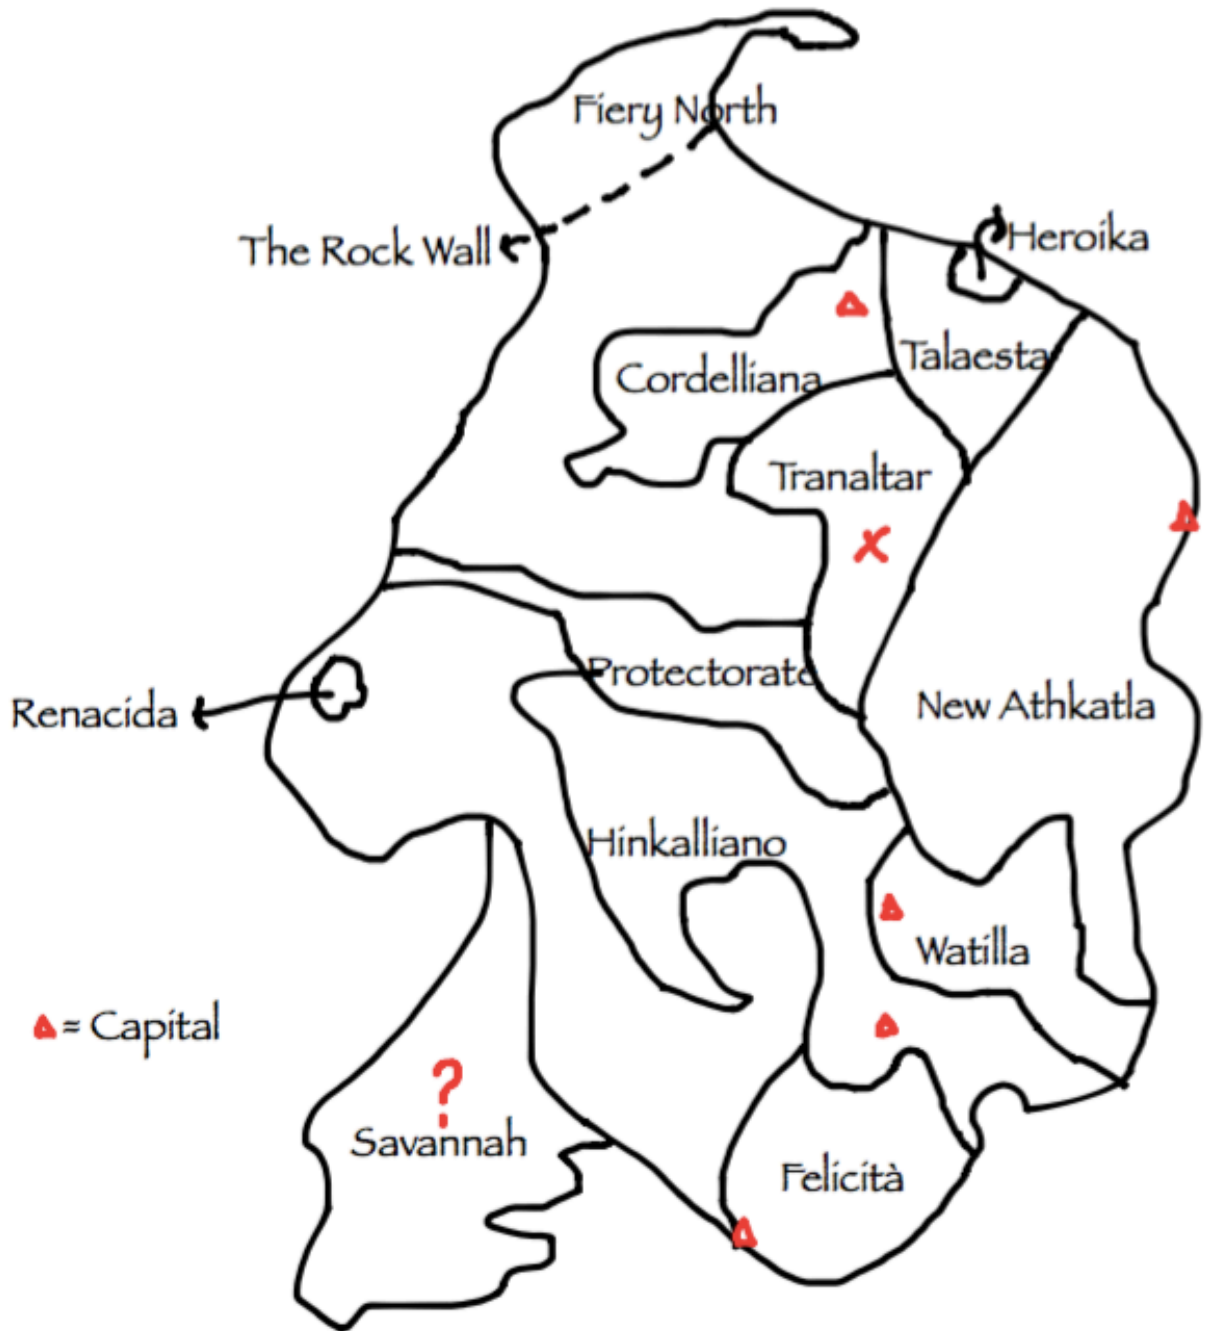 Fiery North
The Rock Wall
Heroika
Talaesta
Cordelliana
Tranaltar
x
Protectorate
Renacida
New Athkatla
Hinkalliano
Watilla
= Capital
?
Savannah
Felicità